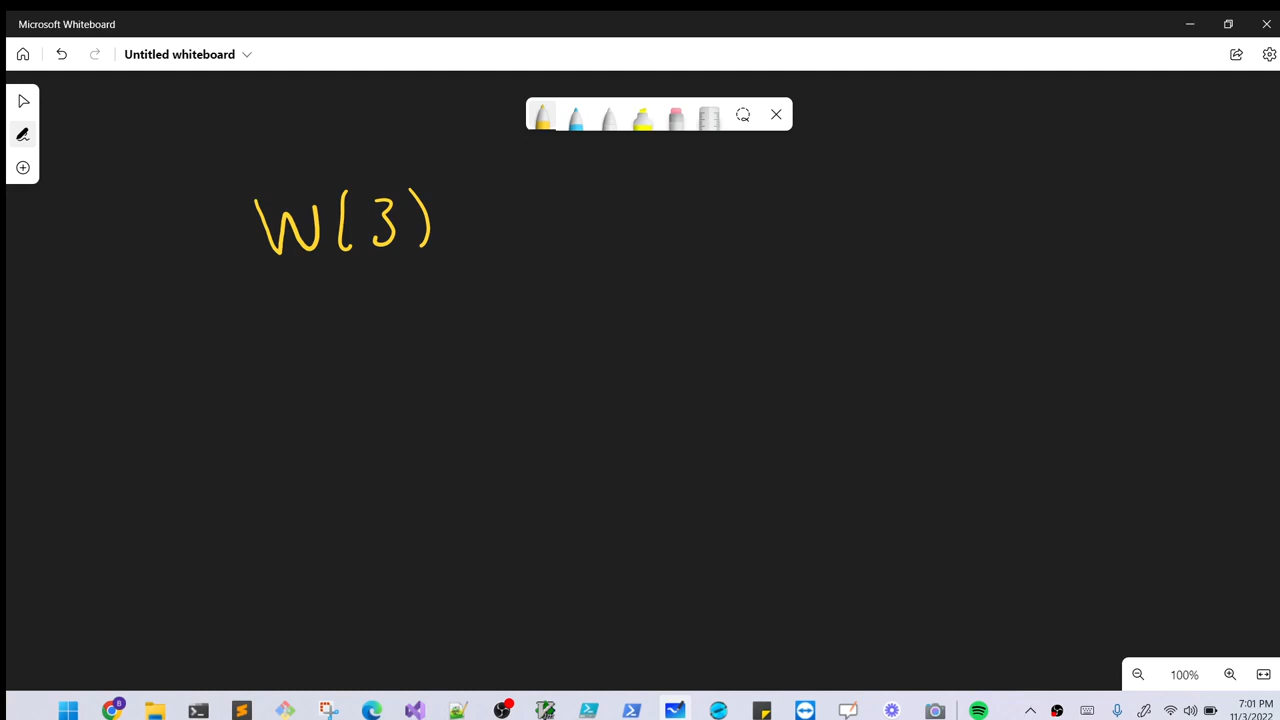 Microsoft Whiteboard
Untitled whiteboard
W(3)
100%
B
7:01 PM
11/3/2022